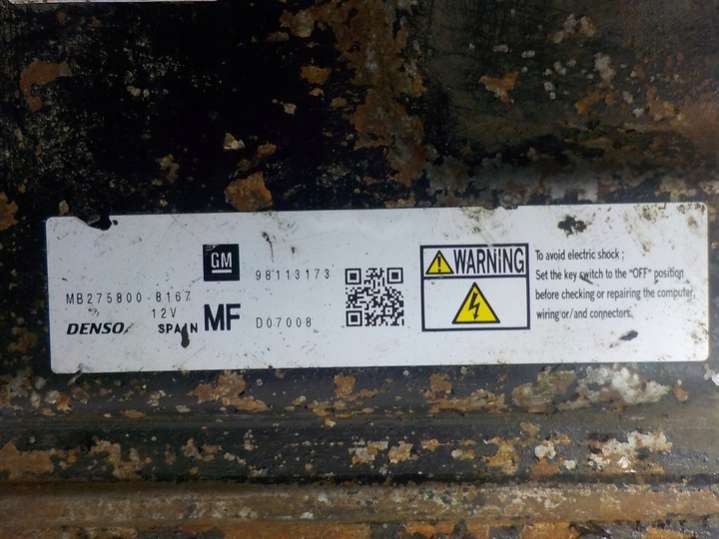 GM
98113173
MB275800-8167
12V
DENSO
SPAIN
MF
D07008
WARNING
To avoid electric shock ;
Set the key switch to the "OFF" position
before checking or repairing the computer,
wiring or/and connectors.